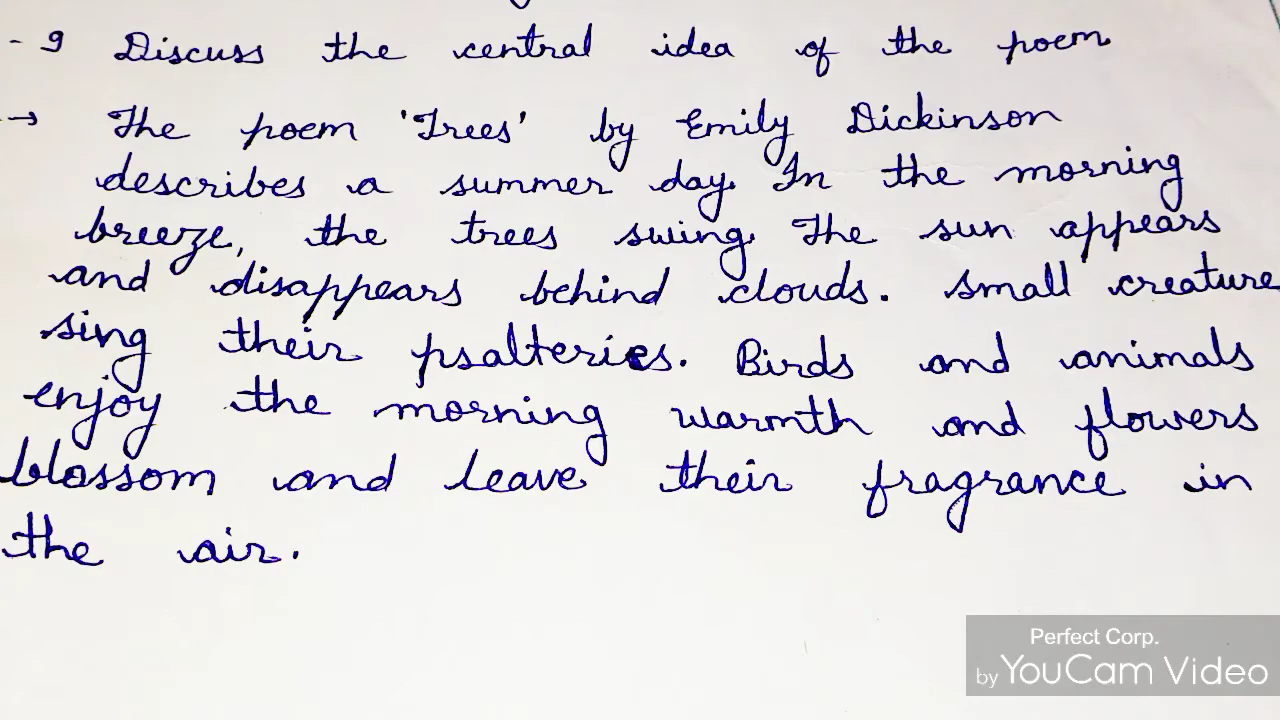 - 9 Discuss the central idea of the poem
→ The poem 'Trees' by Emily Dickinson
describes a summer day. In the morning
breeze, the trees swing. The sun appears
and disappears behind clouds. small creature
sing their psalteries. Birds and animals
enjoy the morning warmth and flowers
blossom and leave their fragrance in
the air.
Perfect Corp.
by YouCam Video